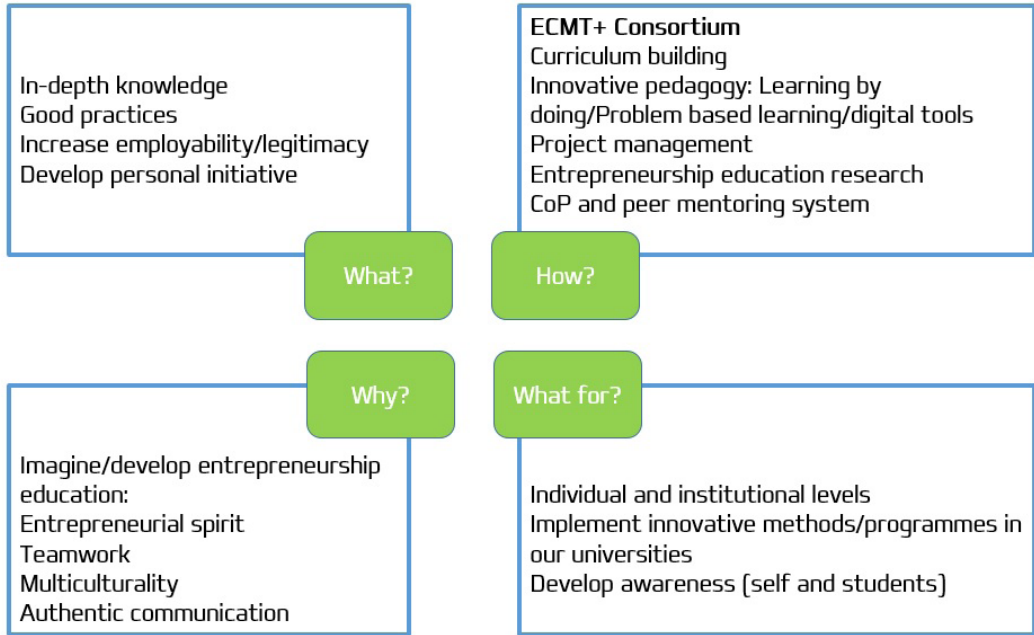 In-depth knowledge
Good practices
Increase employability/legitimacy
Develop personal initiative
What?
ECMT+ Consortium
Curriculum building
Innovative pedagogy: Learning by
doing/Problem based learning/digital tools
Project management
Entrepreneurship education research
CoP and peer mentoring system
How?
Why?
Imagine/develop entrepreneurship
education:
Entrepreneurial spirit
Teamwork
Multiculturality
Authentic communication
What for?
Individual and institutional levels
Implement innovative methods/programmes in
our universities
Develop awareness (self and students)